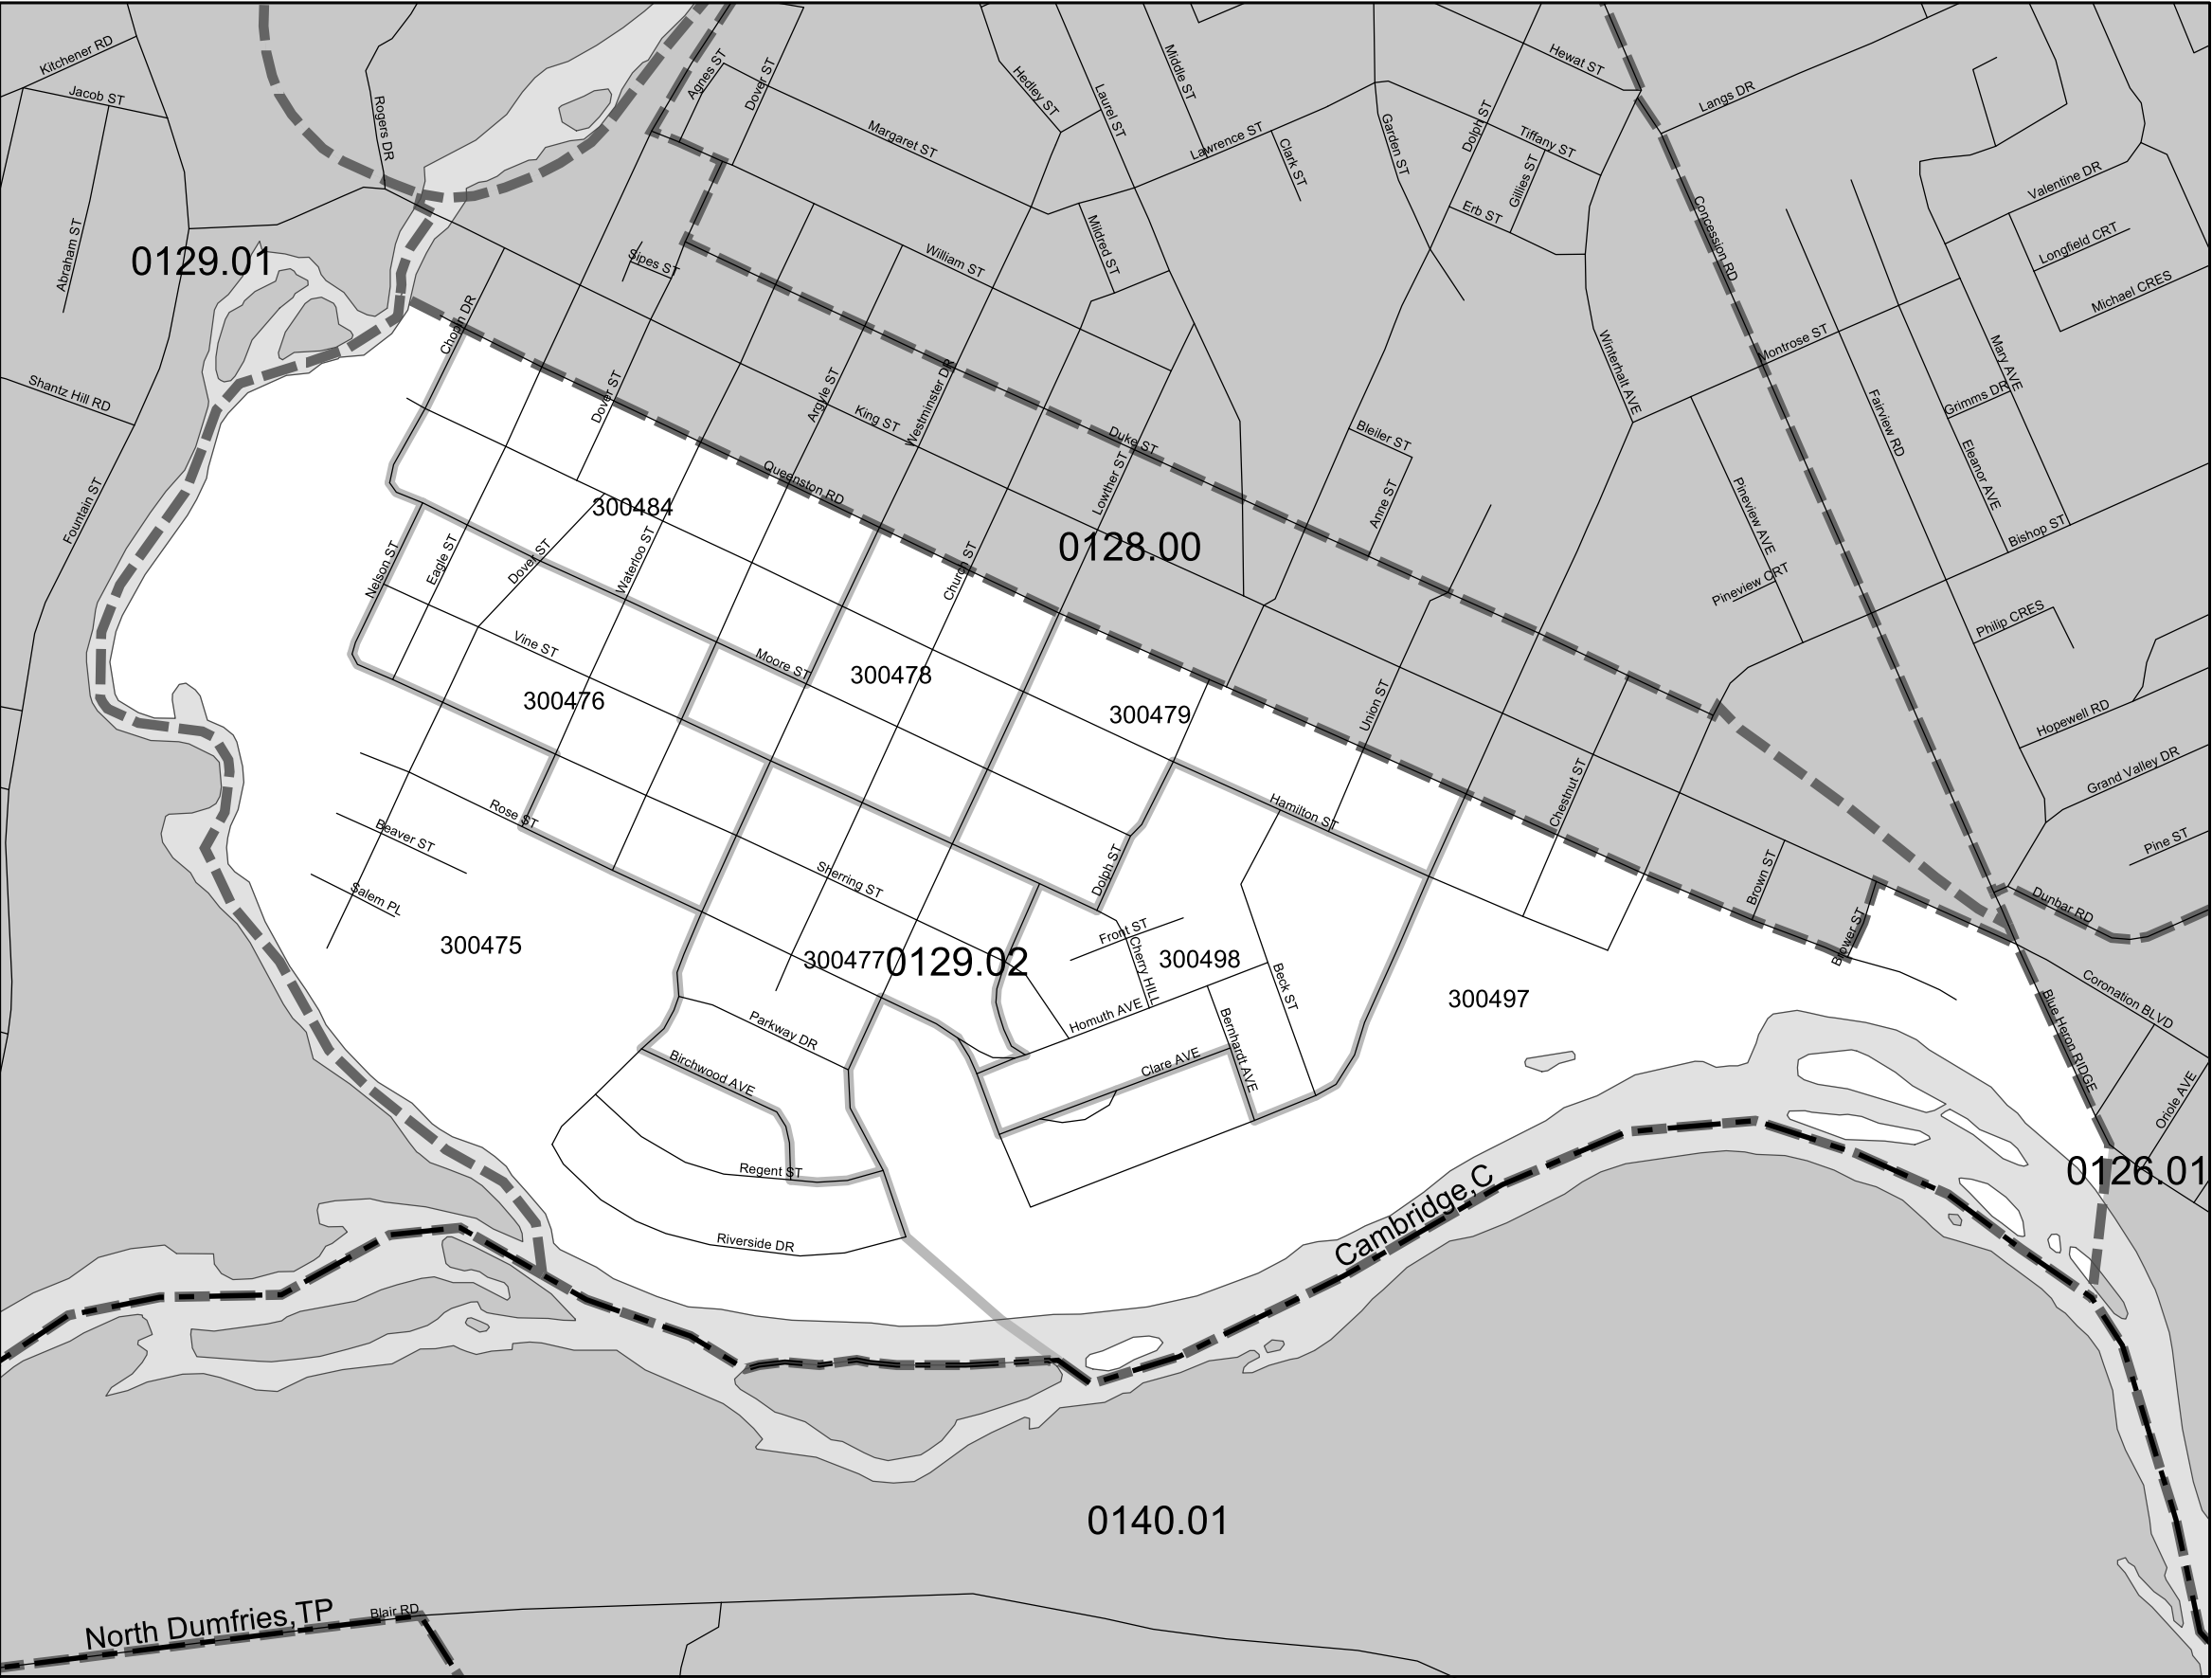 Kitchener RD
Jacob ST
Rogers DR
Abraham ST
0129.01
Shantz Hill RD
Fountain ST
Agnes ST
Dover ST
Margaret ST
Hedley ST
Laurel ST
Middle ST
Lawrence ST
Clark ST
Garden ST
Dolph ST
Hewat ST
Tiffany ST
Gillies ST
Erb ST
Langs DR
Concession RD
Valentine DR
Longfield CRT
Michael CRES
Mildred ST
William ST
Sipes ST
Chopin DR
Dover ST
Argyle ST
Westminster DR
King ST
Queenston RD
Duke ST
Lowther ST
Bleiler ST
Anne ST
Winterhalt AVE
Montrose ST
Fairview RD
Mary AVE
Grimms DR
Eleanor AVE
Bishop ST
Pineview AVE
Pineview CRT
Philip CRES
Hopewell RD
Grand Valley DR
Pine ST
Dunbar RD
300484
0128.00
Nelson ST
Eagle ST
Dover ST
Waterloo ST
Church ST
Vine ST
Moore ST
300478
300476
300479
Union ST
Chestnut ST
Hamilton ST
Brown ST
Blower ST
Rose ST
Beaver ST
Salem PL
Sherring ST
Dolph ST
300475
300477
0129.02
Front ST
Cherry HILL
300498
Homuth AVE
Beck ST
Bernhardt AVE
Clare AVE
300497
Coronation BLVD
Blue Heron RIDGE
Oriole AVE
0126.01
Parkway DR
Birchwood AVE
Regent ST
Riverside DR
Cambridge,C
0140.01
North Dumfries,TP
Blair RD